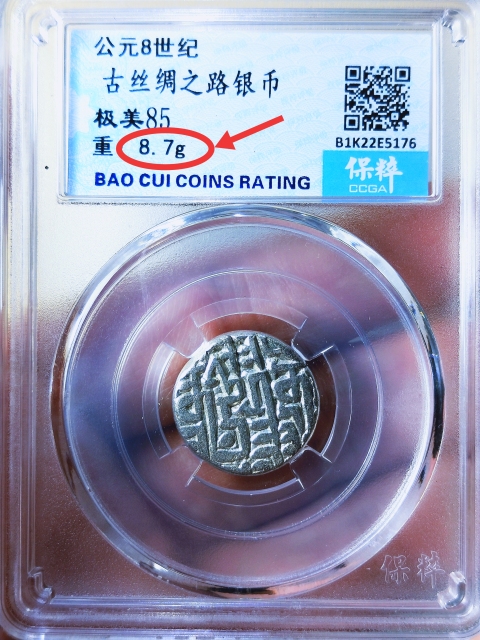 公元8世纪
古丝绸之路银币
极美85
重 8.7g
B1K22E5176
BAO CUI COINS RATING
保粹
CCGA
保粹